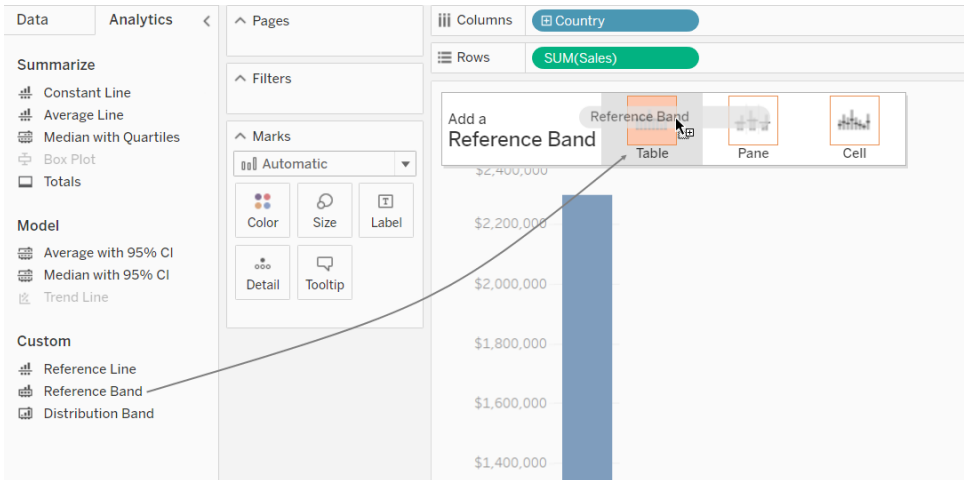 Data
Analytics
Summarize
Constant Line
Average Line
Median with Quartiles
Box Plot
Totals
Model
Average with 95% CI
Median with 95% CI
Trend Line
Custom
Reference Line
Reference Band
Distribution Band
Pages
Filters
Marks
Automatic
Color
Size
Label
Detail
Tooltip
Columns
Country
Rows
SUM(Sales)
Add a
Reference Band
Reference Band
Table
Pane
Cell
$2,400,000
$2,200,000
$2,000,000
$1,800,000
$1,600,000
$1,400,000